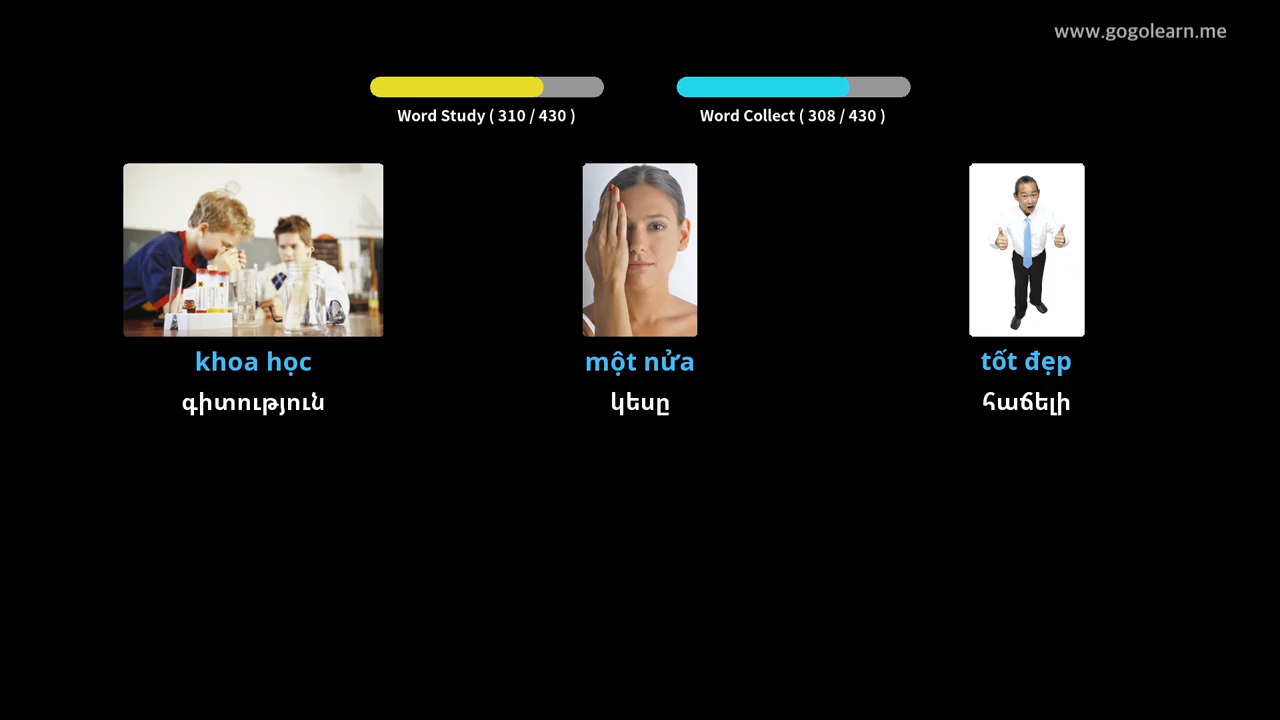 www.gogolearn.me
Word Study ( 310 / 430 )
Word Collect ( 308 / 430 )
khoa học
một nửa
tốt đẹp
գիտություն
կեսը
հաճելի